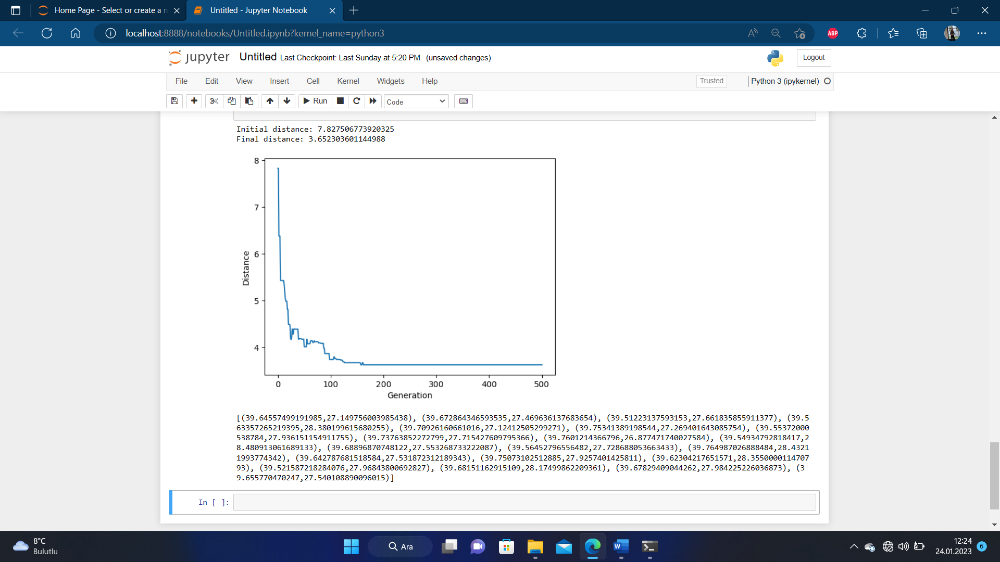 Home Page - Select or create a n
Untitled - Jupyter Notebook
localhost:8888/notebooks/Untitled.ipynb?kernel_name=python3
ABP
jupyter Untitled Last Checkpoint: Last Sunday at 5:20 PM (unsaved changes)
Logout
File Edit View Insert Cell Kernel Widgets Help
Trusted
Python 3 (ipykernel)
Run
Code
Initial distance: 7.827506773920325
Final distance: 3.652303601144988
8
7
6
5
4
Distance
0 100 200 300 400 500
Generation
[(39.64557499191985,27.149756003985438), (39.672864346593535,27.469636137683654), (39.51223137593153,27.661835855911377), (39.5
63357265219395,28.380199615680255), (39.70926160661016,27.12412505299271), (39.75341389198544,27.269401643085754), (39.55372000
538784,27.936151154911755), (39.73763852272799,27.715427609795366), (39.7601214366796,26.877471740027584), (39.54934792818417,2
8.480913061689133), (39.68896870748122,27.553268733222087), (39.56452796556482,27.728688053663433), (39.764987026888484,28.4321
1993774342), (39.642787681518584,27.531872312189343), (39.75073102512885,27.9257401425811), (39.62304217651571,28.3550000114707
93), (39.521587218284076,27.96843800692827), (39.68151162915109,28.17499862209361), (39.67829409044262,27.984225226036873), (3
9.655770470247,27.540108890096015)]
In [ ]:
8°C
Bulutlu
Ara
12:24
24.01.2023
6